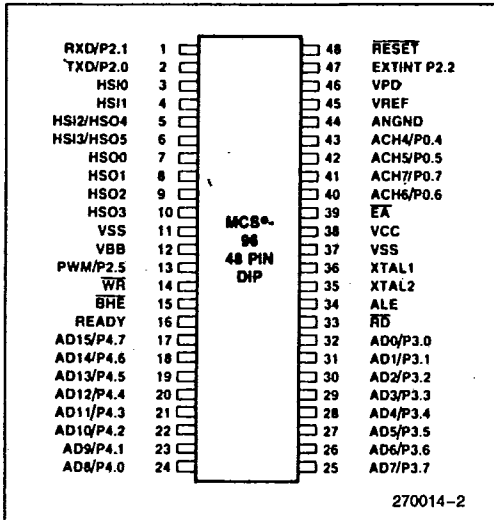 RXD/P2.1 1 48 RESET
TXD/P2.0 2 47 EXTINT P2.2
HSI0 3 46 VPD
HSI1 4 45 VREF
HSI2/HSO4 5 44 ANGND
HSI3/HSO5 6 43 ACH4/P0.4
HSO0 7 42 ACH5/P0.5
HSO1 8 41 ACH7/P0.7
HSO2 9 40 ACH6/P0.6
HSO3 10 39 EA
VSS 11 38 VCC
VBB 12 37 VSS
PWM/P2.5 13 36 XTAL1
WR 14 35 XTAL2
BHE 15 34 ALE
READY 16 33 RD
AD15/P4.7 17 32 AD0/P3.0
AD14/P4.6 18 31 AD1/P3.1
AD13/P4.5 19 30 AD2/P3.2
AD12/P4.4 20 29 AD3/P3.3
AD11/P4.3 21 28 AD4/P3.4
AD10/P4.2 22 27 AD5/P3.5
AD9/P4.1 23 26 AD6/P3.6
AD8/P4.0 24 25 AD7/P3.7
MCS®-
96
48 PIN
DIP
270014-2